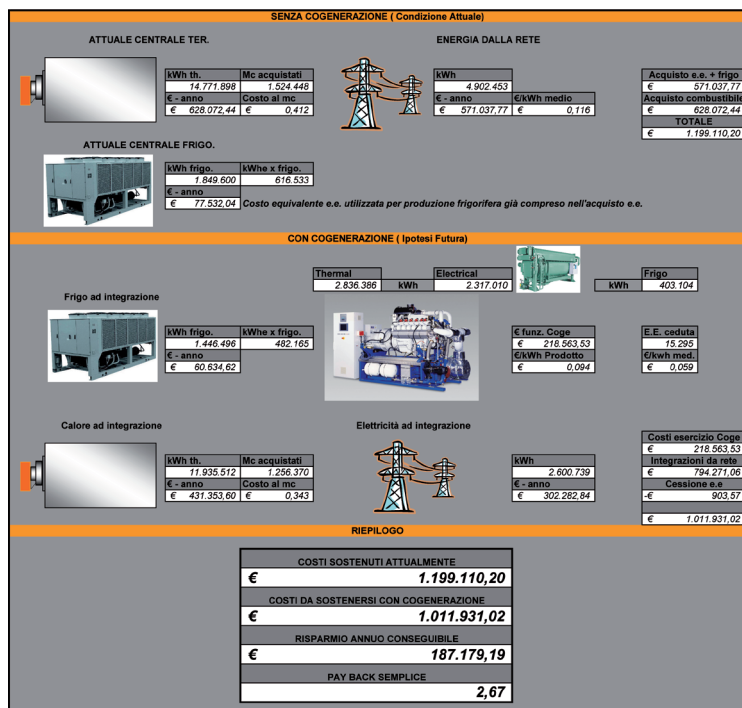 SENZA COGENERAZIONE ( Condizione Attuale)
ATTUALE CENTRALE TER.
ENERGIA DALLA RETE
kWh th. Mc acquistati
14.771.898 1.524.448
€ - anno Costo al mc
€ 628.072,44 € 0,412
kWh
4.902.453
€ - anno €/kWh medio
€ 571.037,77 € 0,116
Acquisto e.e. + frigo
€ 571.037,77
Acquisto combustibile
€ 628.072,44
TOTALE
€ 1.199.110,20
ATTUALE CENTRALE FRIGO.
kWh frigo. kWhe x frigo.
1.849.600 616.533
€ - anno
€ 77.532,04 Costo equivalente e.e. utilizzata per produzione frigorifera già compreso nell'acquisto e.e.
CON COGENERAZIONE ( Ipotesi Futura)
Thermal Electrical Frigo
2.836.386 kWh 2.317.010 kWh 403.104
Frigo ad integrazione
kWh frigo. kWhe x frigo.
1.446.496 482.165
€ - anno
€ 60.634,62
€ funz. Coge
€ 218.563,53
€/kWh Prodotto
€ 0,094
E.E. ceduta
15.295
€/kwh med.
€ 0,059
Calore ad integrazione
Elettricità ad integrazione
kWh th. Mc acquistati
11.935.512 1.256.370
€ - anno Costo al mc
€ 431.353,60 € 0,343
kWh
2.600.739
€ - anno
€ 302.282,84
Costi esercizio Coge
€ 218.563,53
Integrazioni da rete
€ 794.271,06
Cessione e.e
-€ 903,57
€ 1.011.931,02
RIEPILOGO
COSTI SOSTENUTI ATTUALMENTE
€ 1.199.110,20
COSTI DA SOSTENERSI CON COGENERAZIONE
€ 1.011.931,02
RISPARMIO ANNUO CONSEGUIBILE
€ 187.179,19
PAY BACK SEMPLICE
2,67